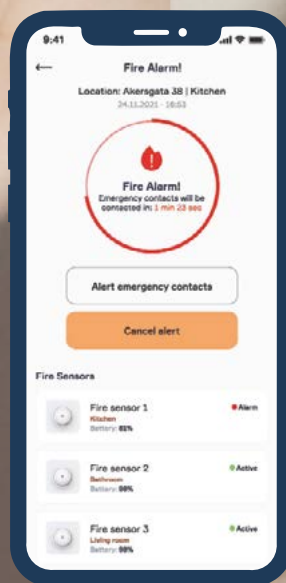 9:41
Fire Alarm!
Location: Akersgata 38 | Kitchen
24.11.2021 - 16:53
Fire Alarm!
Emergency contacts will be
contacted in: 1 min 23 sec
Alert emergency contacts
Cancel alert
Fire Sensors
Fire sensor 1
Alarm
Kitchen
Battery: 81%
Fire sensor 2
Active
Bathroom
Battery: 98%
Fire sensor 3
Active
Living room
Battery: 98%